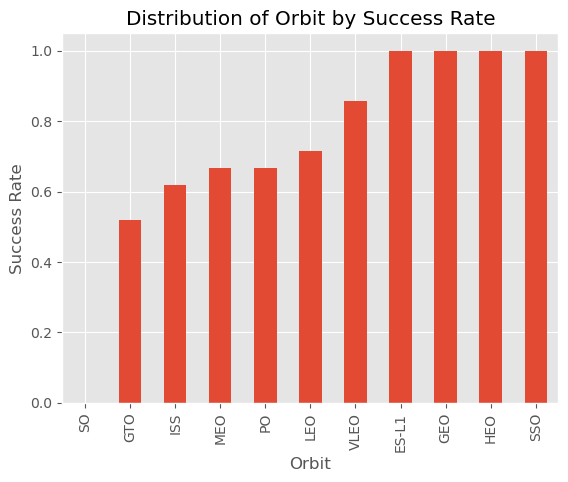 Distribution of Orbit by Success Rate
1.0
0.8
0.6
0.4
0.2
0.0
Success Rate
SO
GTO
ISS
MEO
PO
LEO
VLEO
ES-L1
GEO
HEO
SSO
Orbit